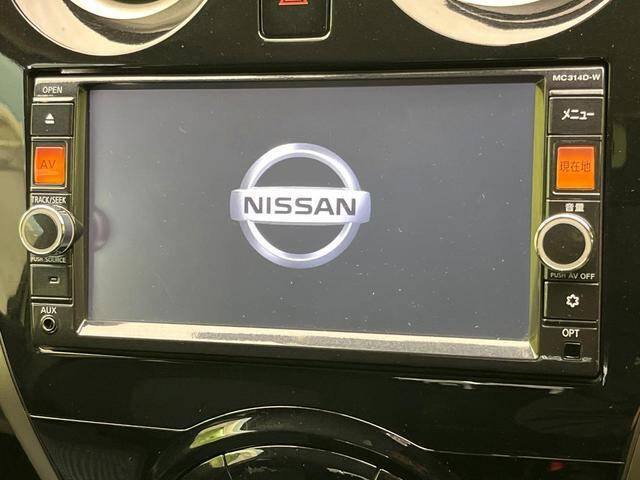 OPEN
MC314D-W
メニュー
AV
現在地
TRACK/SEEK
音量
NISSAN
PUSH SOURCE
PUSH AV OFF
AUX
OPT